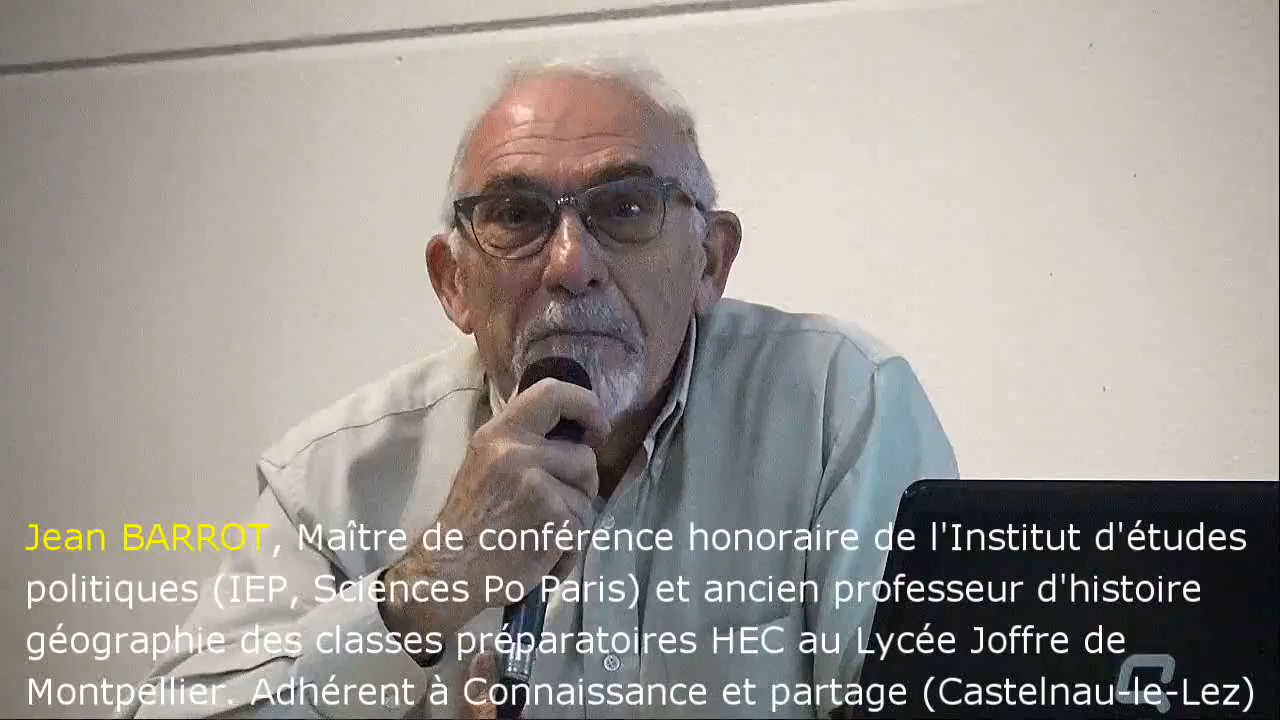 Jean BARROT, Maître de conférence honoraire de l'Institut d'études
politiques (IEP, Sciences Po Paris) et ancien professeur d'histoire
géographie des classes préparatoires HEC au Lycée Joffre de
Montpellier. Adhérent à Connaissance et partage (Castelnau-le-Lez)